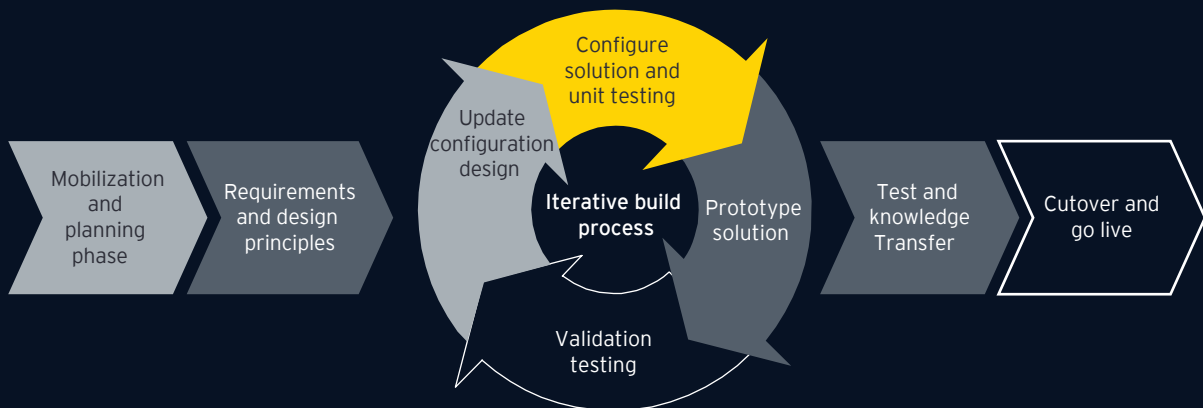 Mobilization
and
planning
phase
Requirements
and design
principles
Update
configuration
design
Configure
solution and
unit testing
Iterative build
process
Prototype
solution
Validation
testing
Test and
knowledge
Transfer
Cutover and
go live